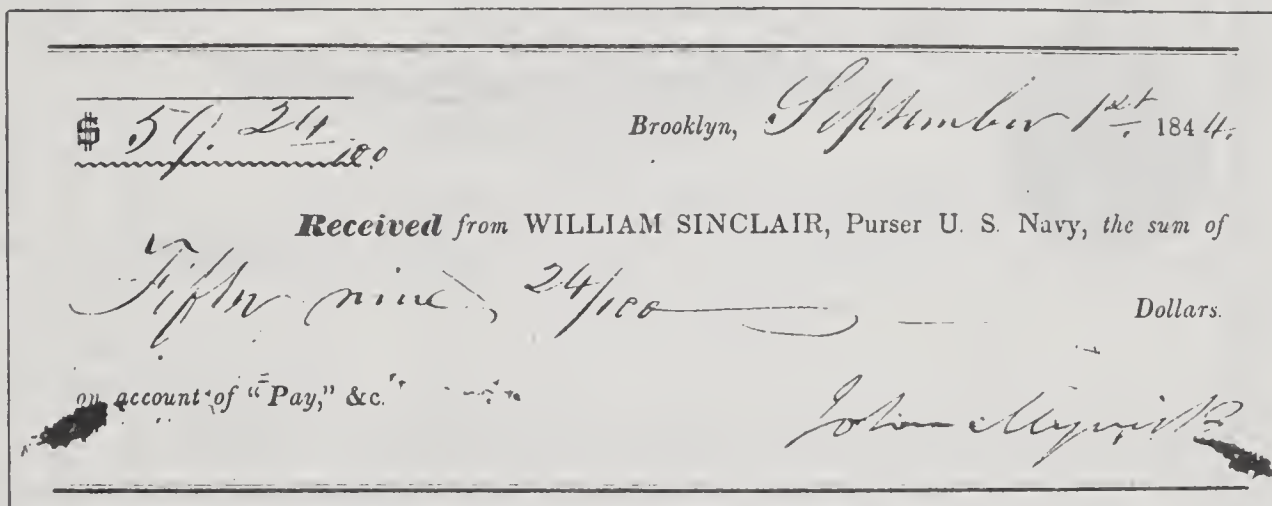 $ 59. 24/100
Brooklyn, September 1st. 1844.
Received from WILLIAM SINCLAIR, Purser U. S. Navy, the sum of
Fifty nine, 24/100 Dollars.
on account of "Pay," &c.
John